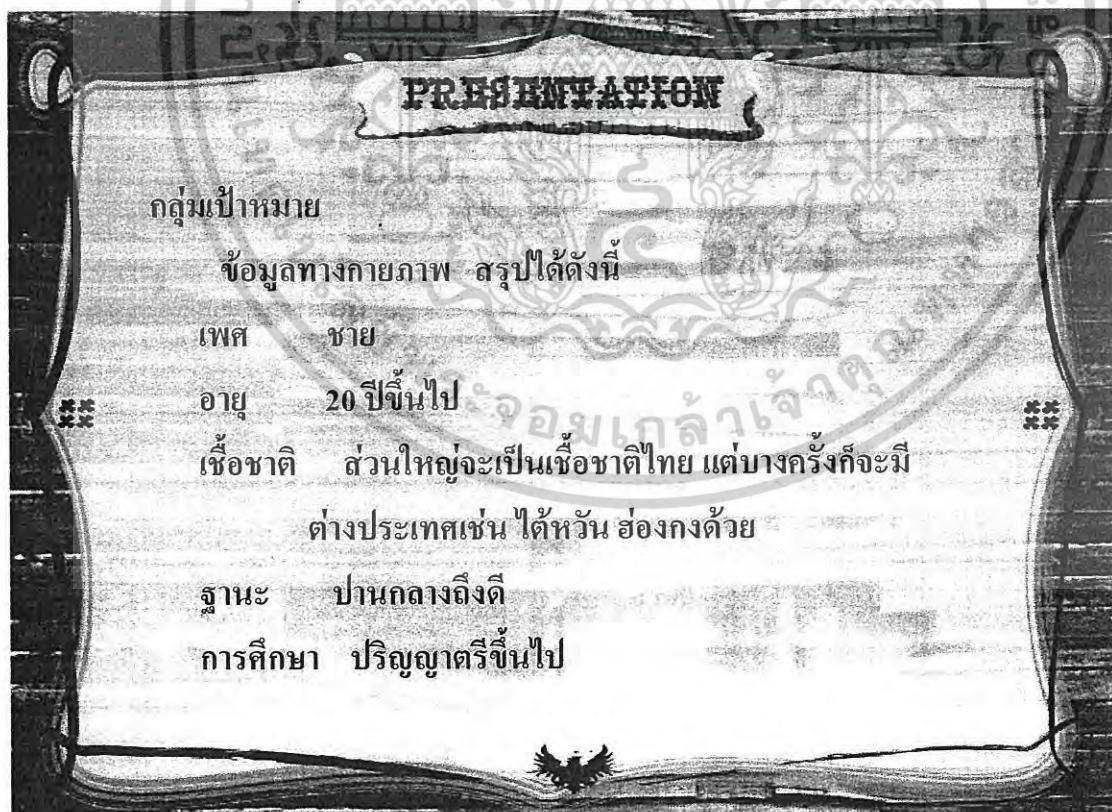 PRESENTATION
กลุ่มเป้าหมาย
ข้อมูลทางกายภาพ สรุปได้ดังนี้
เพศ ชาย
อายุ 20 ปีขึ้นไป
เชื้อชาติ ส่วนใหญ่จะเป็นเชื้อชาติไทย แต่บางครั้งก็จะมี
ต่างประเทศเช่น ไต้หวัน ฮ่องกงด้วย
ฐานะ ปานกลางถึงดี
การศึกษา ปริญญาตรีขึ้นไป